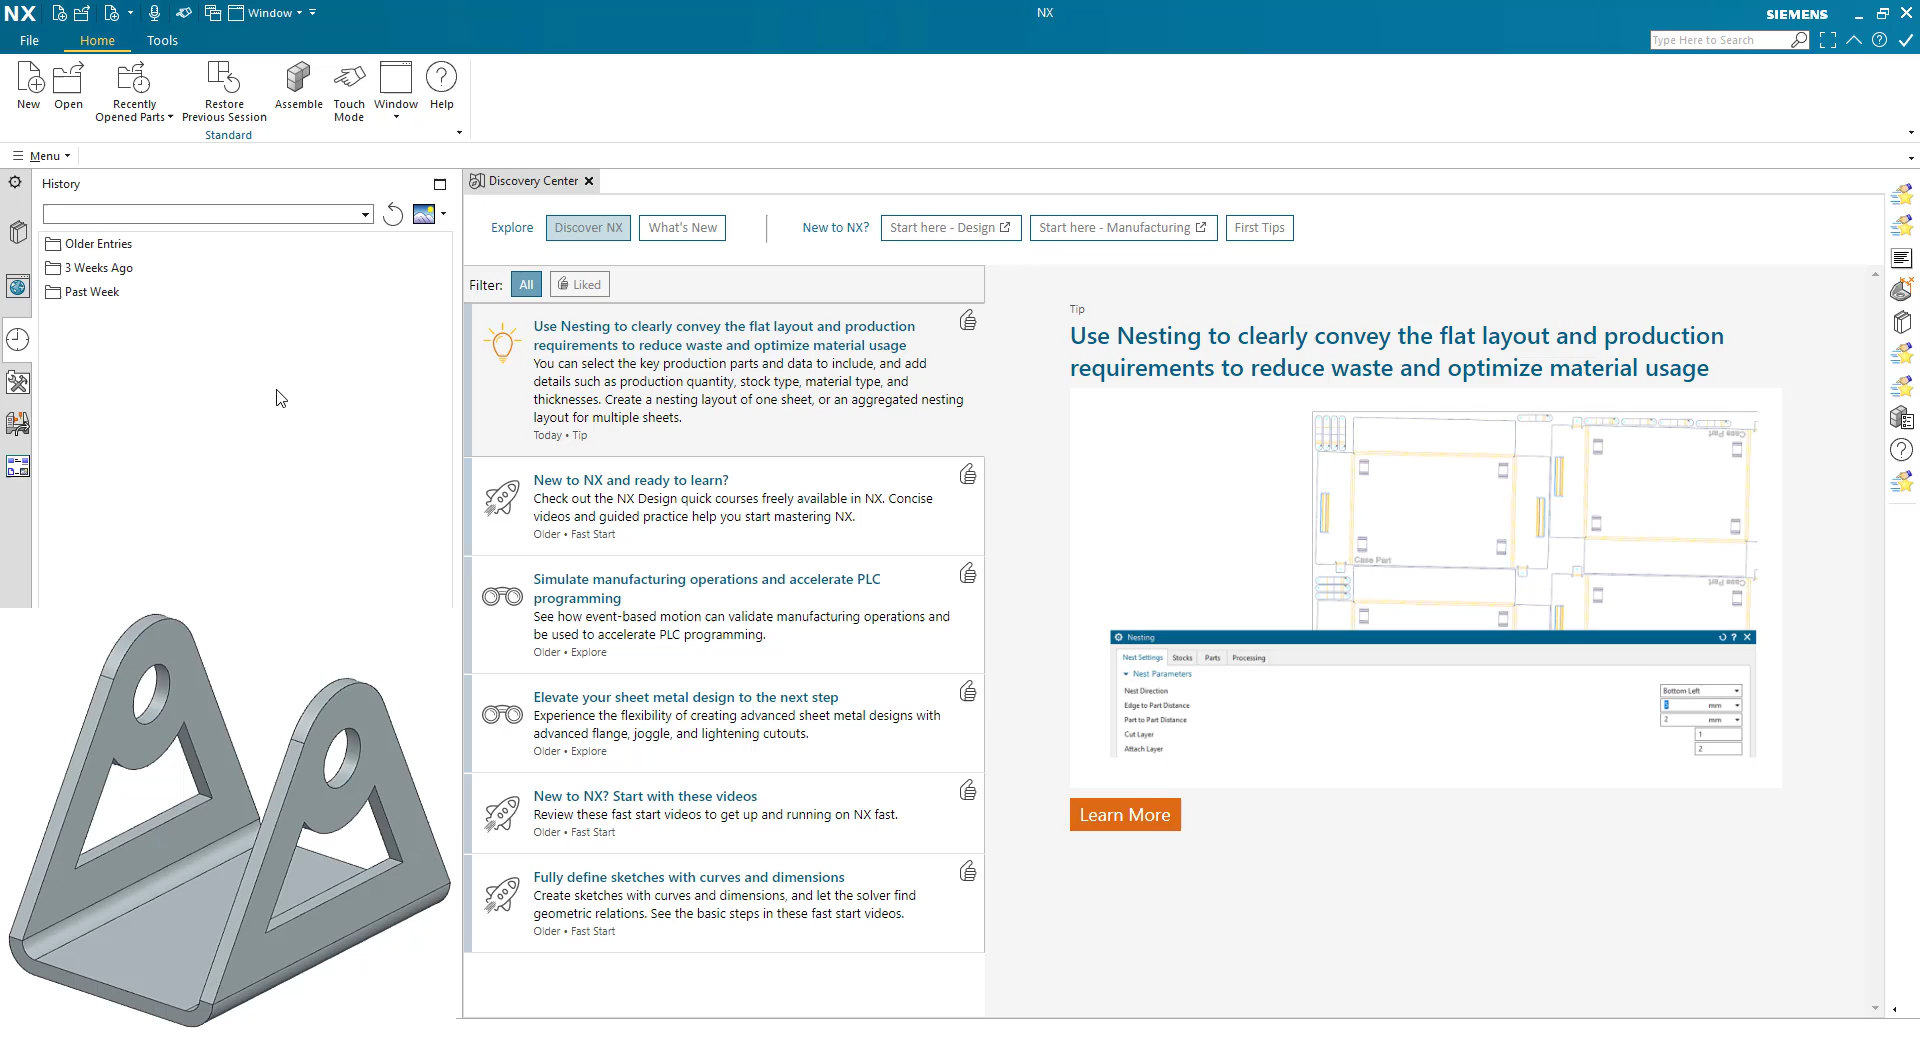 NX
Window
NX
SIEMENS
File
Home
Tools
Type Here to Search
New
Open
Recently
Opened Parts
Restore
Previous Session
Assemble
Touch
Mode
Window
Help
Standard
Menu
History
Older Entries
3 Weeks Ago
Past Week
Discovery Center
Explore
Discover NX
What's New
New to NX?
Start here - Design
Start here - Manufacturing
First Tips
Filter:
All
Liked
Use Nesting to clearly convey the flat layout and production
requirements to reduce waste and optimize material usage
You can select the key production parts and data to include, and add
details such as production quantity, stock type, material type, and
thicknesses. Create a nesting layout of one sheet, or an aggregated nesting
layout for multiple sheets.
Today • Tip
New to NX and ready to learn?
Check out the NX Design quick courses freely available in NX. Concise
videos and guided practice help you start mastering NX.
Older • Fast Start
Simulate manufacturing operations and accelerate PLC
programming
See how event-based motion can validate manufacturing operations and
be used to accelerate PLC programming.
Older • Explore
Elevate your sheet metal design to the next step
Experience the flexibility of creating advanced sheet metal designs with
advanced flange, joggle, and lightening cutouts.
Older • Explore
New to NX? Start with these videos
Review these fast start videos to get up and running on NX fast.
Older • Fast Start
Fully define sketches with curves and dimensions
Create sketches with curves and dimensions, and let the solver find
geometric relations. See the basic steps in these fast start videos.
Older • Fast Start
Tip
Use Nesting to clearly convey the flat layout and production
requirements to reduce waste and optimize material usage
Case Part
Case Part
Case Part
Nesting
Nest Settings
Stocks
Parts
Processing
Nest Parameters
Nest Direction
Bottom Left
Edge to Part Distance
mm
Part to Part Distance
2 mm
Cut Layer
1
Attach Layer
2
Learn More